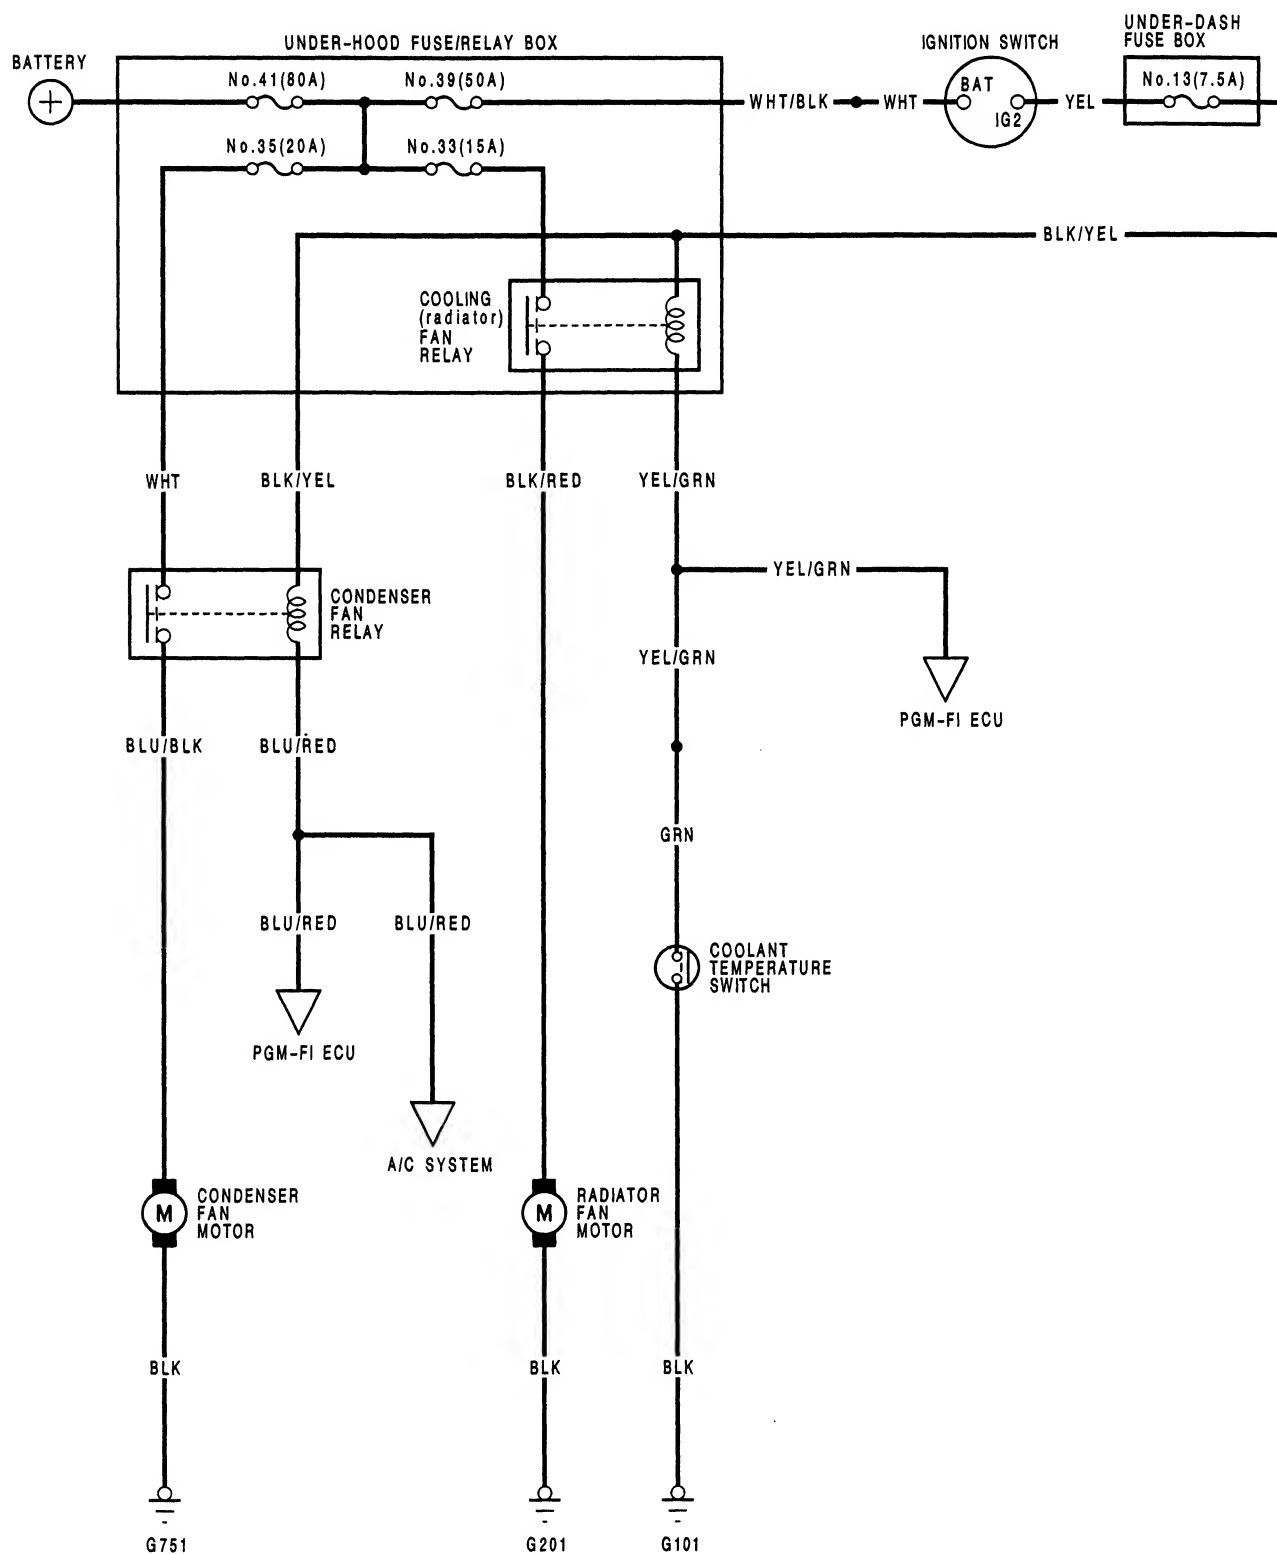 UNDER-HOOD FUSE/RELAY BOX
IGNITION SWITCH
UNDER-DASH
FUSE BOX
BATTERY
No.41(80A)
No.39(50A)
BAT
No.13(7.5A)
WHT/BLK
WHT
YEL
IG2
No.35(20A)
No.33(15A)
BLK/YEL
COOLING
(radiator)
FAN
RELAY
WHT
BLK/YEL
BLK/RED
YEL/GRN
YEL/GRN
CONDENSER
FAN
RELAY
YEL/GRN
PGM-FI ECU
BLU/BLK
BLU/RED
GRN
BLU/RED
BLU/RED
COOLANT
TEMPERATURE
SWITCH
PGM-FI ECU
A/C SYSTEM
M
CONDENSER
FAN
MOTOR
M
RADIATOR
FAN
MOTOR
BLK
BLK
BLK
G751
G201
G101